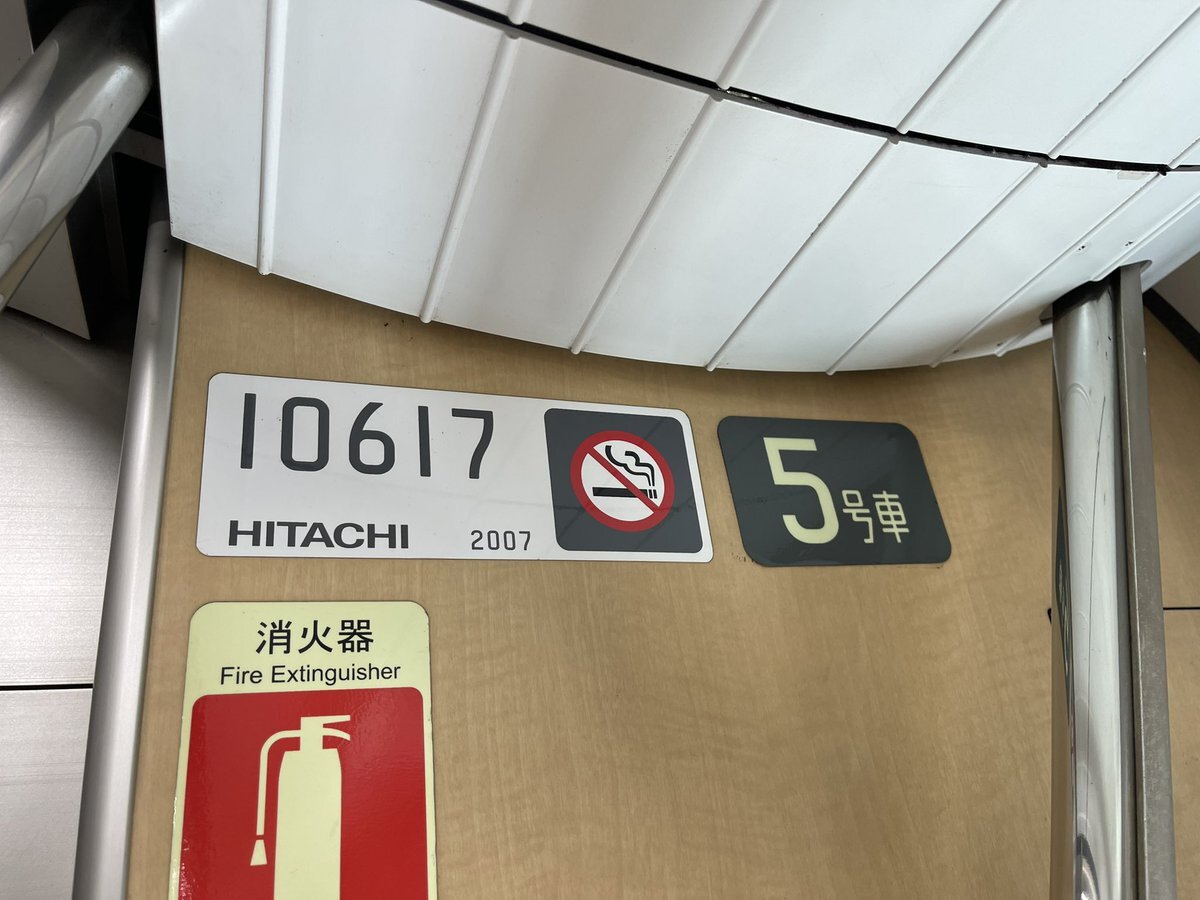 10617
HITACHI 2007
5号車
消火器
Fire Extinguisher